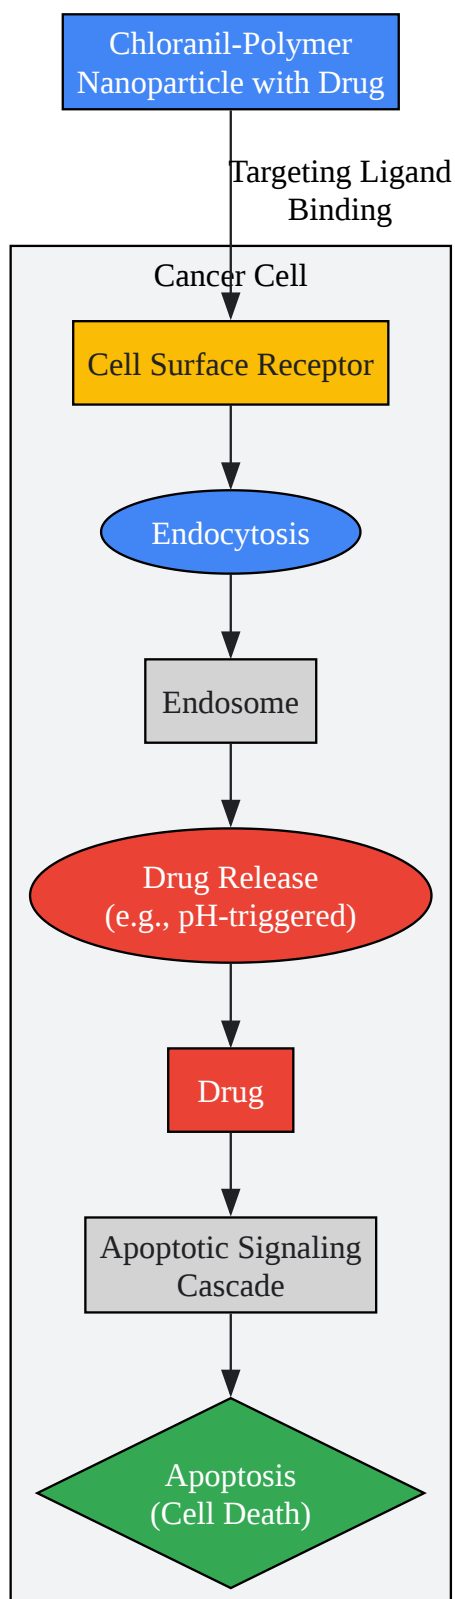 Chloranil-Polymer
Nanoparticle with Drug
Targeting Ligand
Binding
Cancer Cell
Cell Surface Receptor
Endocytosis
Endosome
Drug Release
(e.g., pH-triggered)
Drug
Apoptotic Signaling
Cascade
Apoptosis
(Cell Death)